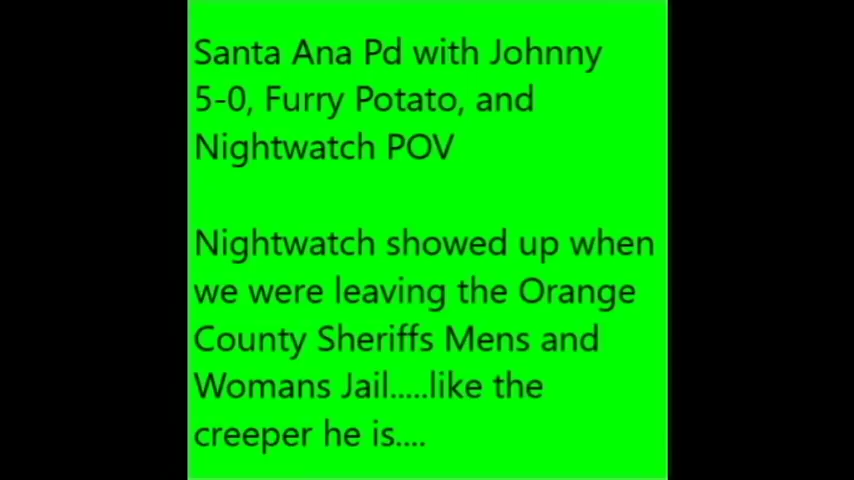 Santa Ana Pd with Johnny
5-0, Furry Potato, and
Nightwatch POV
Nightwatch showed up when
we were leaving the Orange
County Sheriffs Mens and
Womans Jail.....like the
creeper he is....